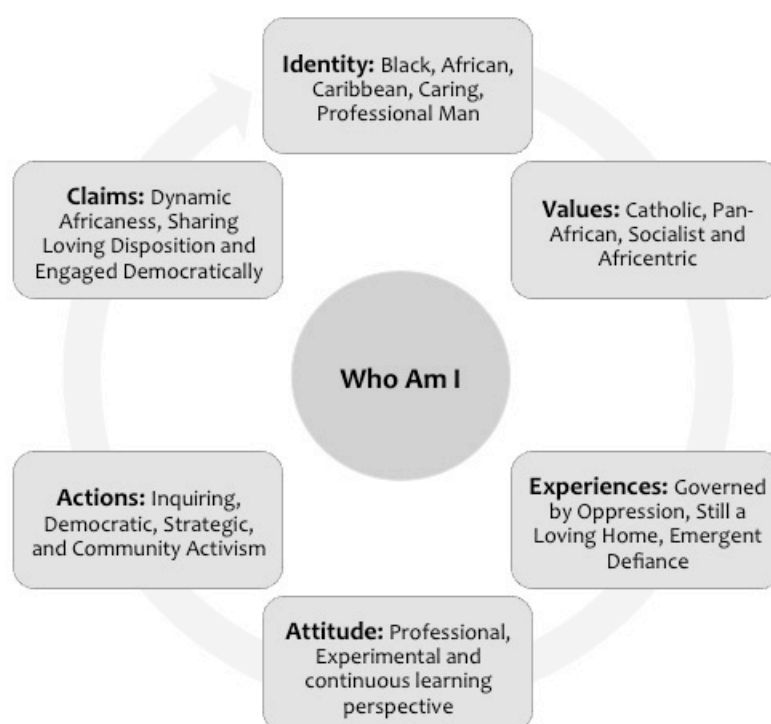 Identity: Black, African,
Caribbean, Caring,
Professional Man
Values: Catholic, Pan-
African, Socialist and
Africentric
Experiences: Governed
by Oppression, Still a
Loving Home, Emergent
Defiance
Attitude: Professional,
Experimental and
continuous learning
perspective
Actions: Inquiring,
Democratic, Strategic,
and Community Activism
Claims: Dynamic
Africaness, Sharing
Loving Disposition and
Engaged Democratically
Who Am I